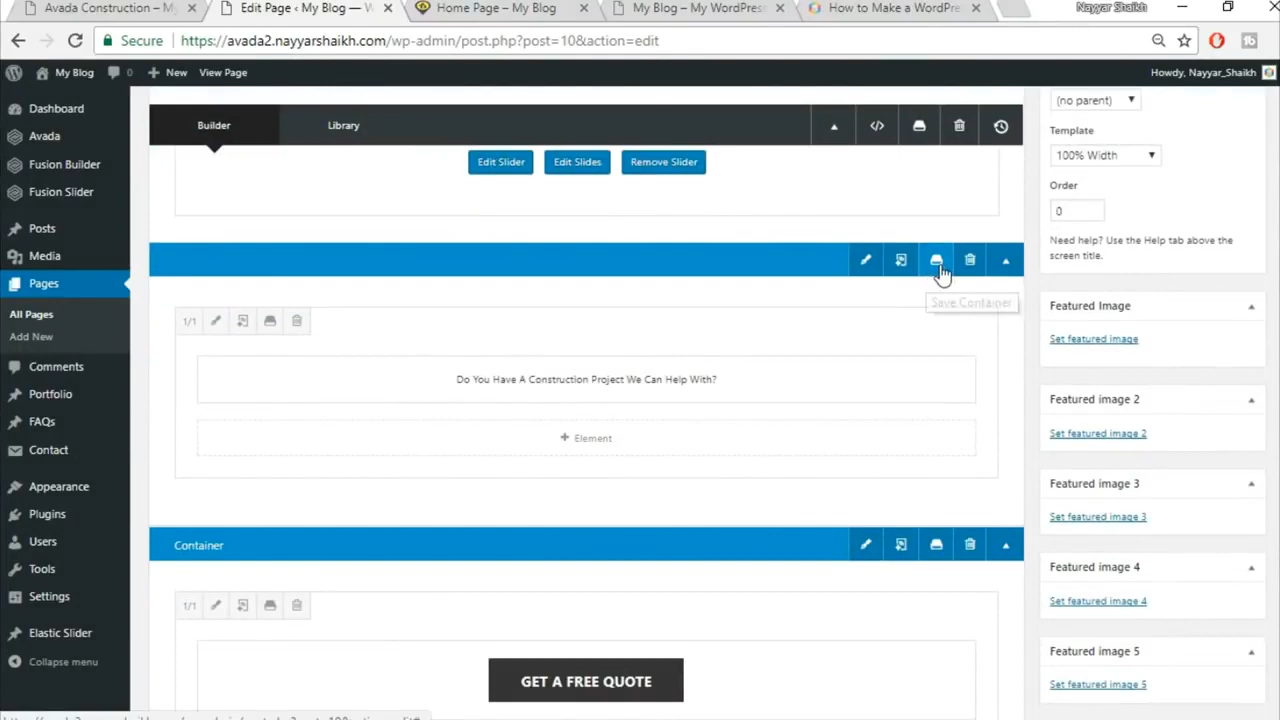 Avada Construction – M
Edit Page ‹ My Blog — W
Home Page – My Blog
My Blog – My WordPress
How to Make a WordPre
Nayyar Shaikh
Secure
https://avada2.nayyarshaikh.com/wp-admin/post.php?post=10&action=edit
My Blog
0
New
View Page
Howdy, Nayyar_Shaikh
Dashboard
Avada
Fusion Builder
Fusion Slider
Posts
Media
Pages
All Pages
Add New
Comments
Portfolio
FAQs
Contact
Appearance
Plugins
Users
Tools
Settings
Elastic Slider
Collapse menu
Builder
Library
Edit Slider
Edit Slides
Remove Slider
Save Container
1/1
Do You Have A Construction Project We Can Help With?
+ Element
Container
1/1
GET A FREE QUOTE
(no parent)
Template
100% Width
Order
0
Need help? Use the Help tab above the
screen title.
Featured Image
Set featured image
Featured image 2
Set featured image 2
Featured image 3
Set featured image 3
Featured image 4
Set featured image 4
Featured image 5
Set featured image 5